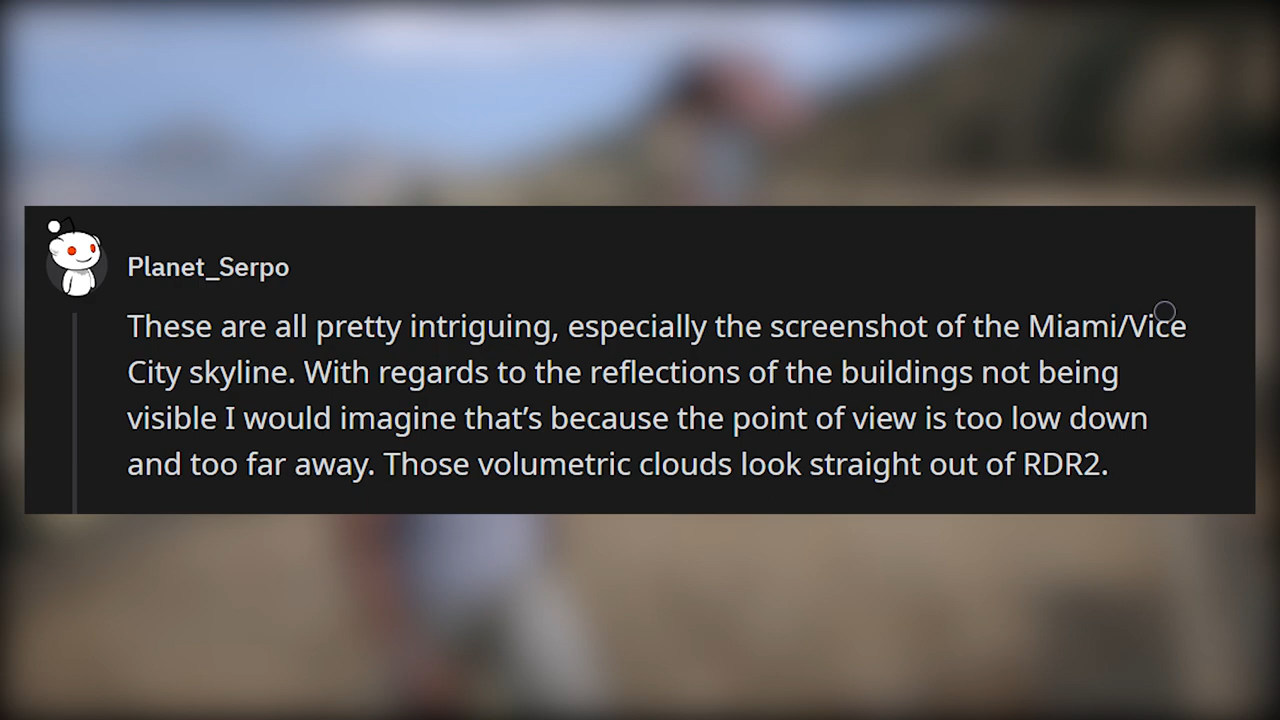 Planet_Serpo
These are all pretty intriguing, especially the screenshot of the Miami/Vice
City skyline. With regards to the reflections of the buildings not being
visible I would imagine that’s because the point of view is too low down
and too far away. Those volumetric clouds look straight out of RDR2.